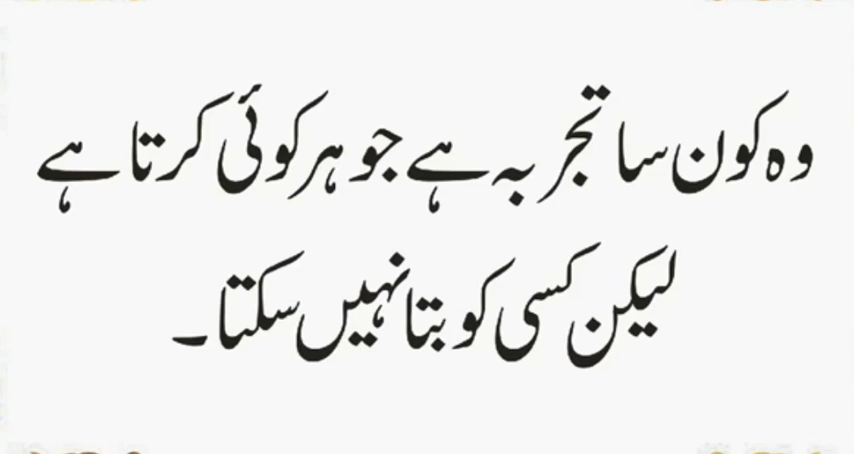 وہ کون سا تجربہ ہے جو ہر کوئی کرتا ہے
لیکن کسی کو بتا نہیں سکتا۔